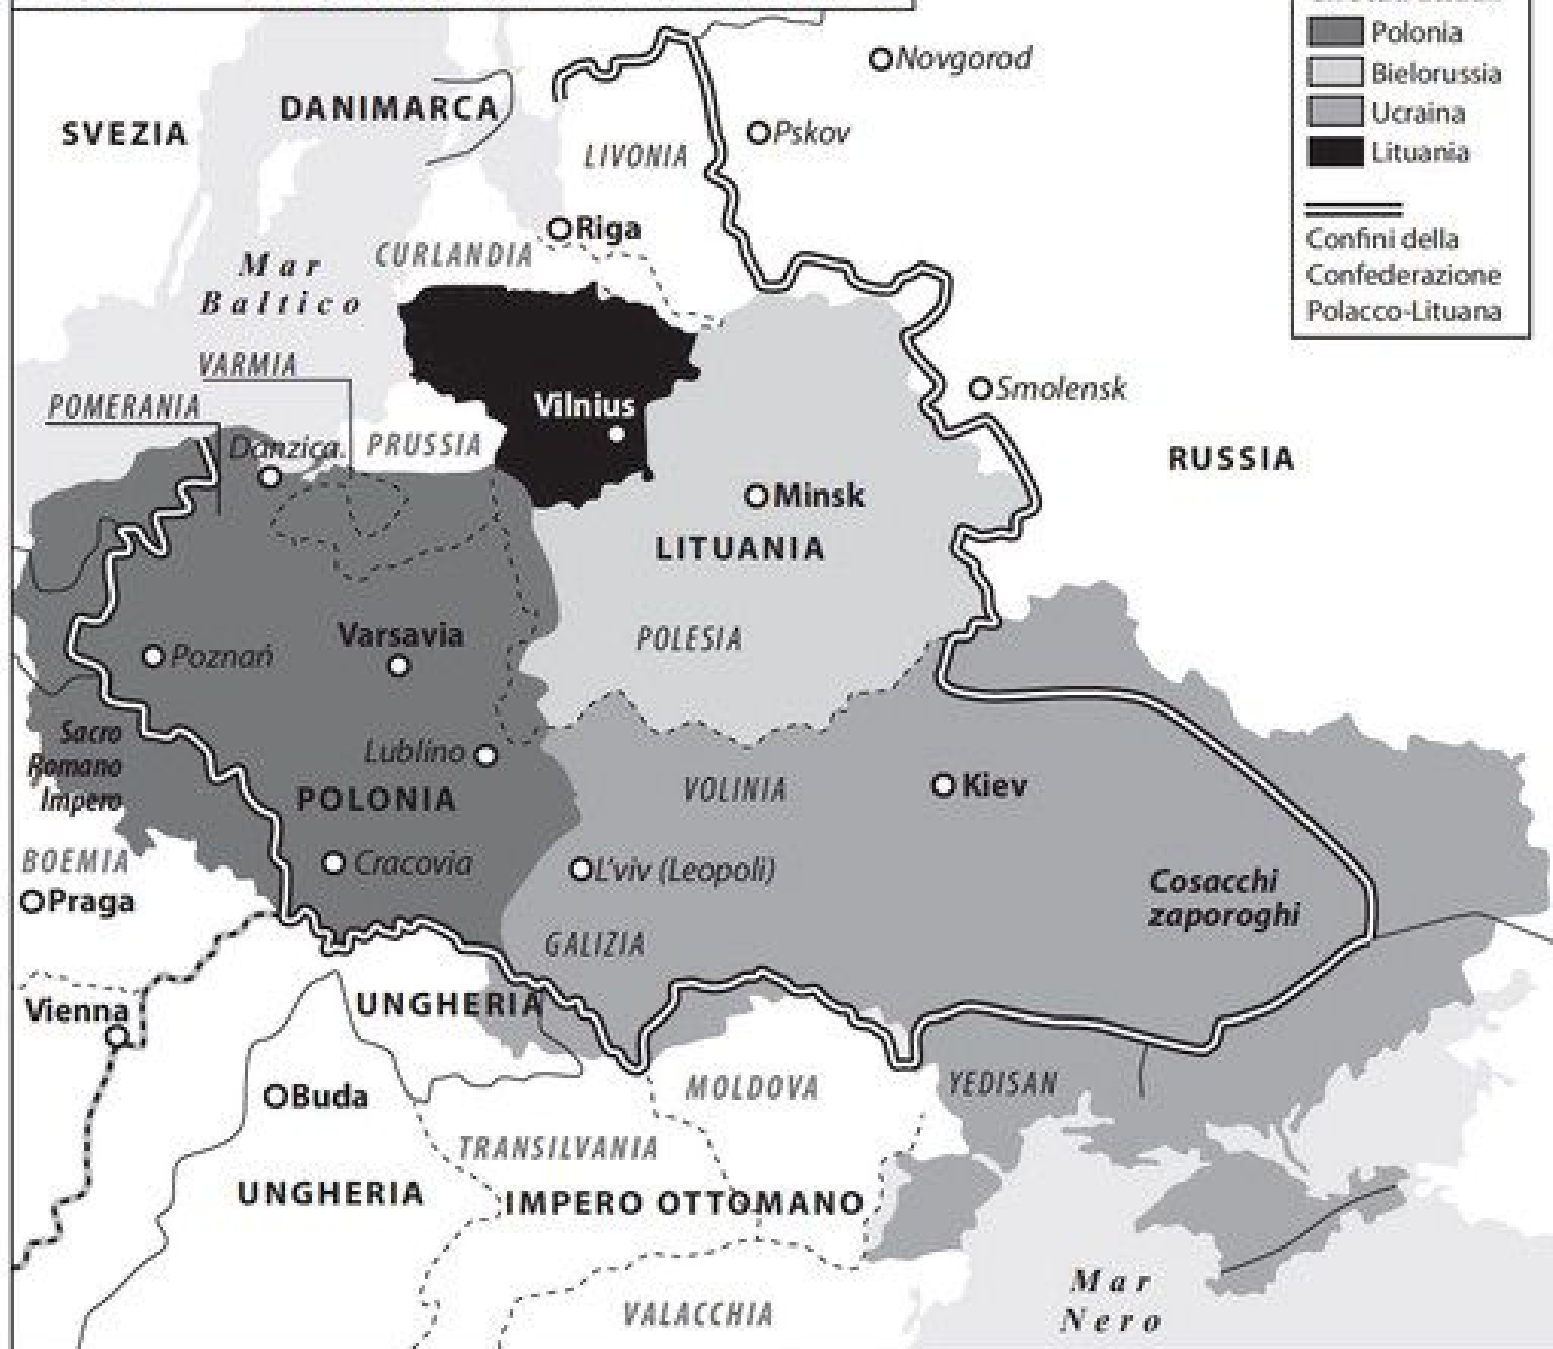 Polonia
Bielorussia
Ucraina
Lituania
Confini della
Confederazione
Polacco-Lituana
Novgorod
SVEZIA
DANIMARCA
Pskov
LIVONIA
Riga
CURLANDIA
Mar
Baltico
VARMIA
POMERANIA
Danzica
PRUSSIA
Vilnius
Smolensk
RUSSIA
Minsk
LITUANIA
POLESIA
Varsavia
Poznań
Sacro
Romano
Impero
Lublino
POLONIA
VOLINIA
Kiev
BOEMIA
Cracovia
L'viv (Leopoli)
Cosacchi
zaporoghi
Praga
GALIZIA
Vienna
UNGHERIA
MOLDOVA
YEDISAN
Buda
TRANSILVANIA
UNGHERIA
IMPERO OTTOMANO
VALACCHIA
Mar
Nero